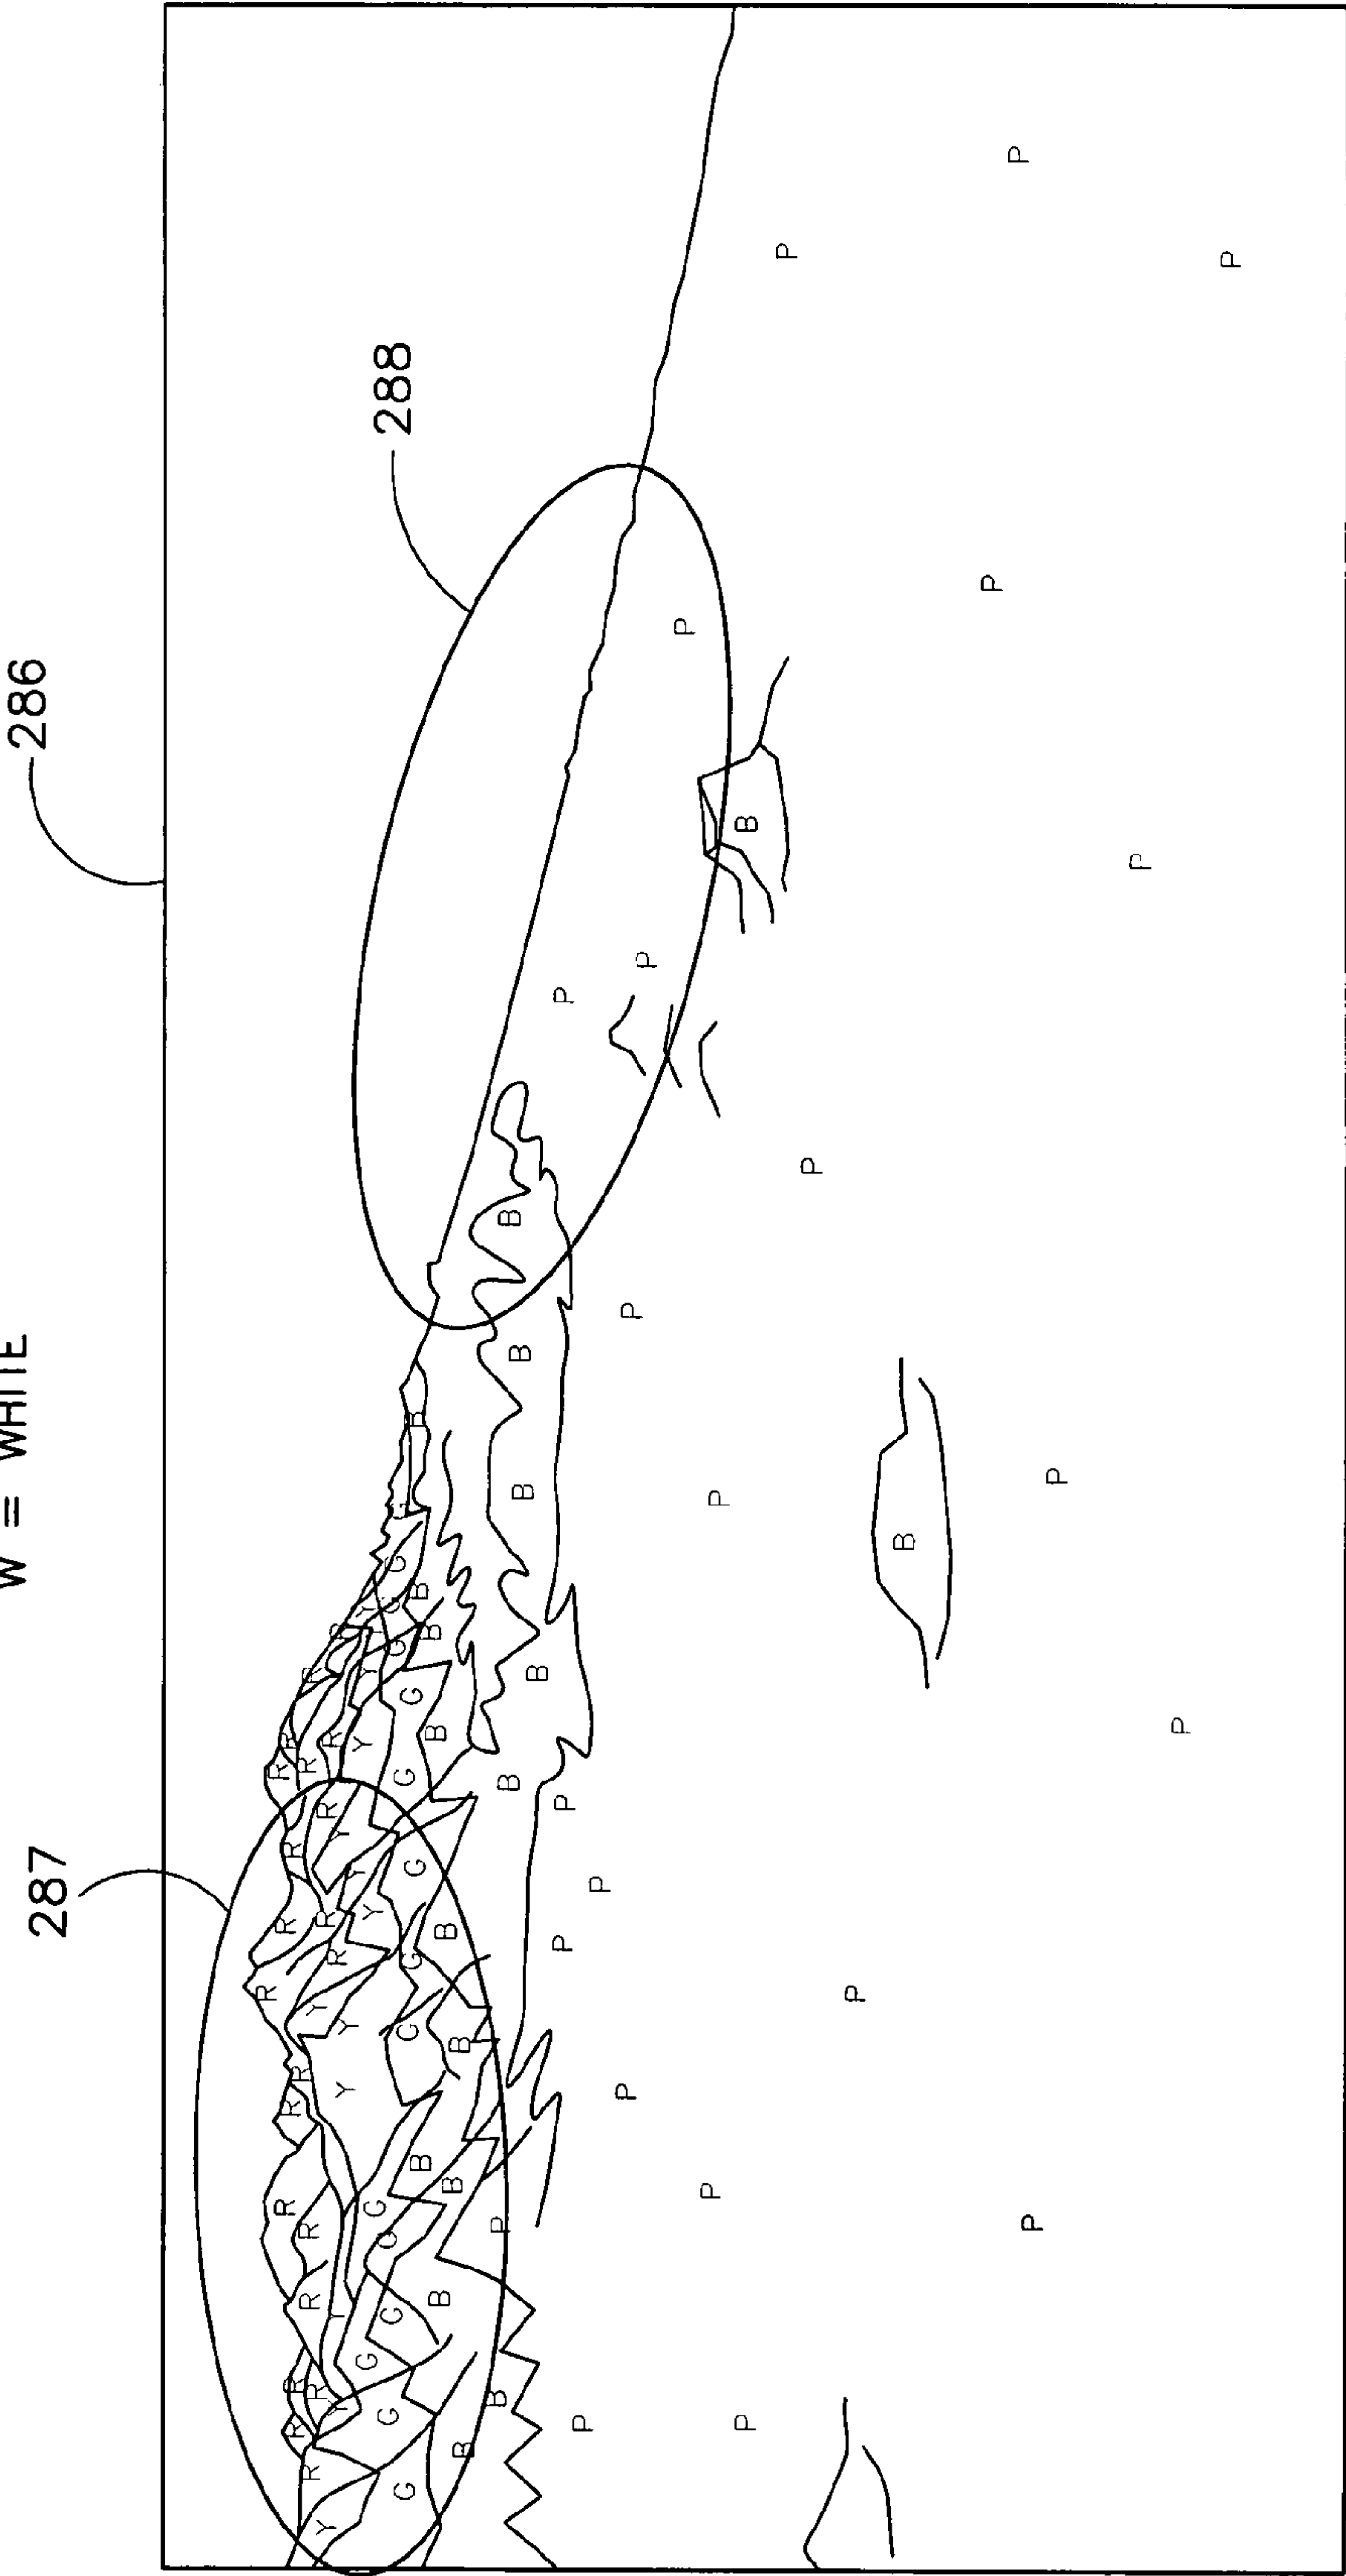 W = WHITE
287
286
288
R R R R R R R R R R R R R R R R R R R R R
Y Y Y Y Y Y Y Y Y Y Y Y
G G G G G G G G G G G G G G G
B B B B B B B B B B B
B B B B B
P P P P P P P P P P P P P P P P P P P P P P P
B B